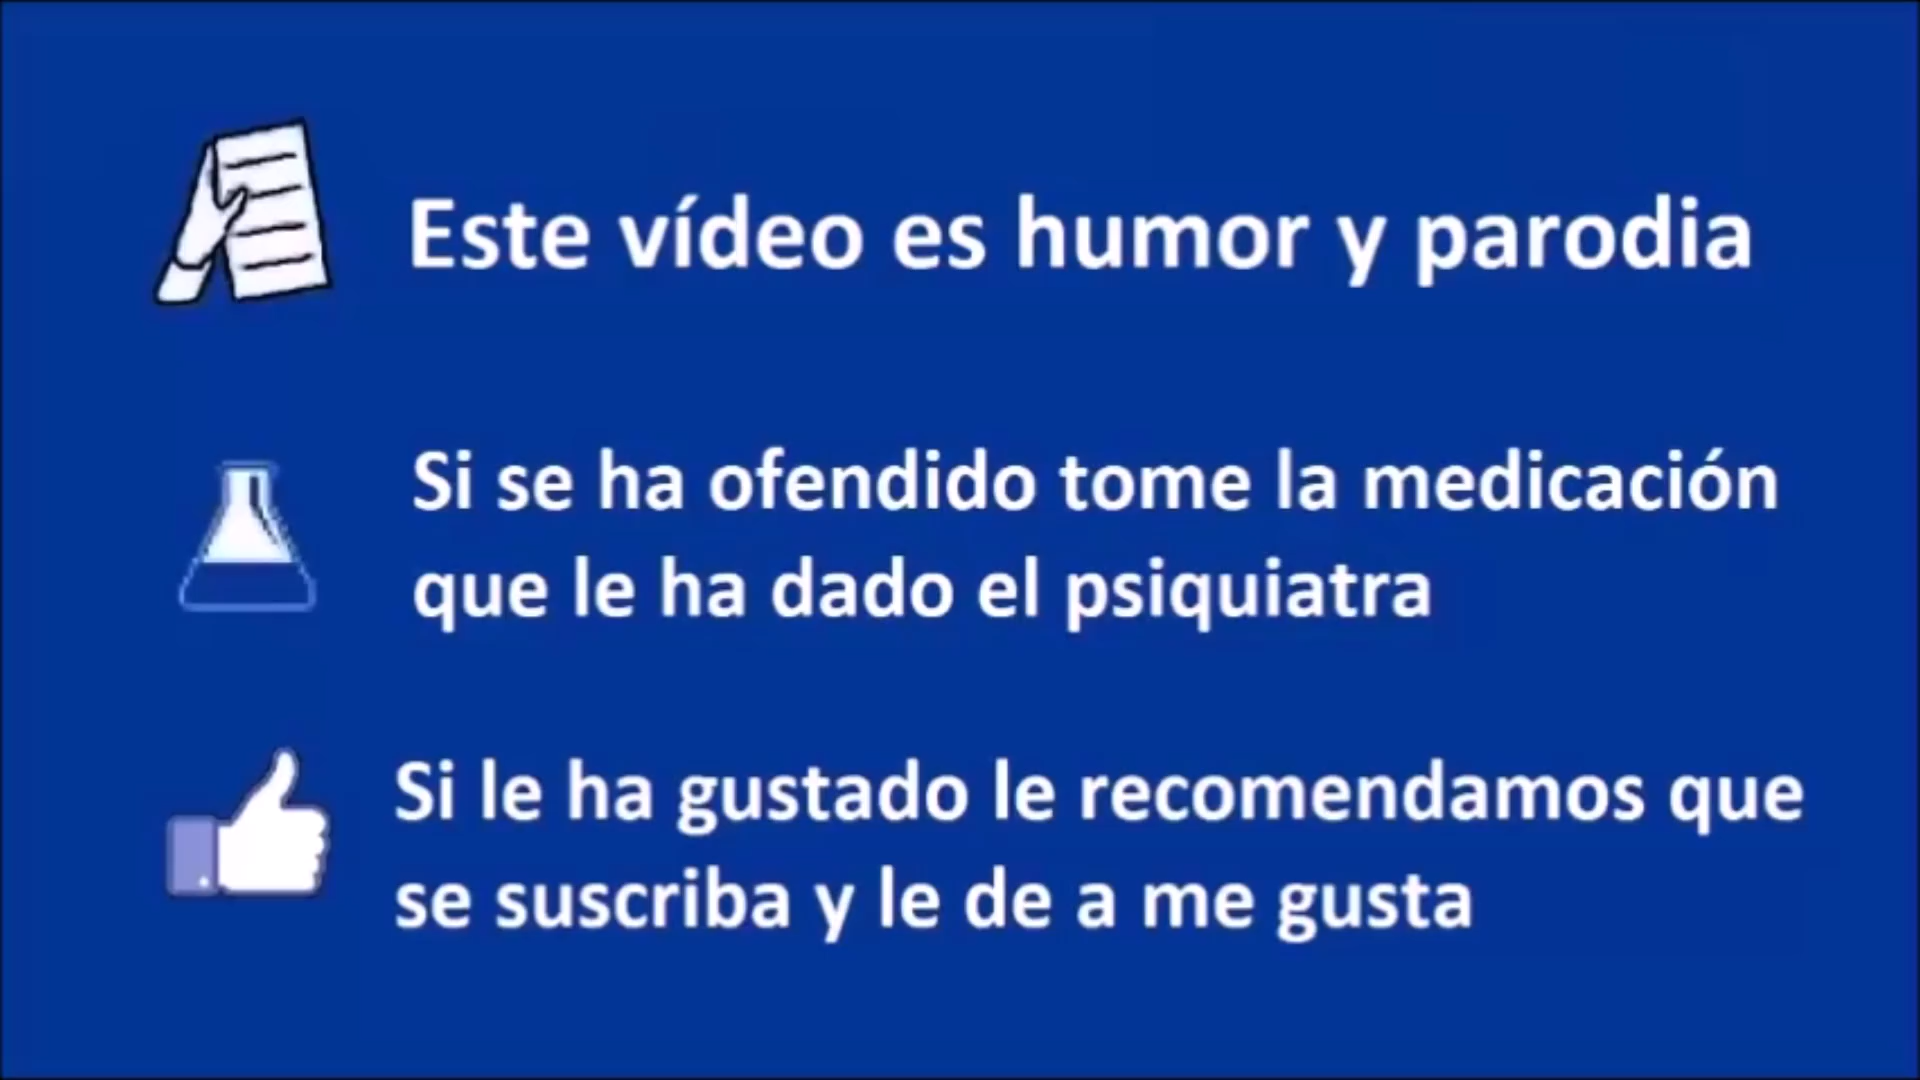 Este vídeo es humor y parodia
Si se ha ofendido tome la medicación
que le ha dado el psiquiatra
Si le ha gustado le recomendamos que
se suscriba y le de a me gusta